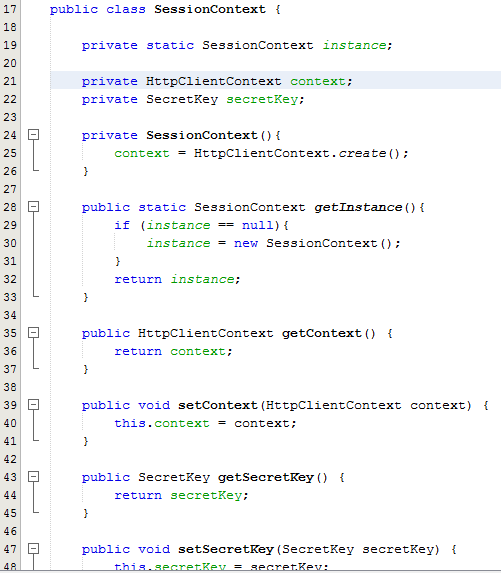 17 public class SessionContext {
18
19 private static SessionContext instance;
20
21 private HttpClientContext context;
22 private SecretKey secretKey;
23
24 private SessionContext(){
25 context = HttpClientContext.create();
26 }
27
28 public static SessionContext getInstance(){
29 if (instance == null){
30 instance = new SessionContext();
31 }
32 return instance;
33 }
34
35 public HttpClientContext getContext() {
36 return context;
37 }
38
39 public void setContext(HttpClientContext context) {
40 this.context = context;
41 }
42
43 public SecretKey getSecretKey() {
44 return secretKey;
45 }
46
47 public void setSecretKey(SecretKey secretKey) {
48 this.secretKey = secretKey;